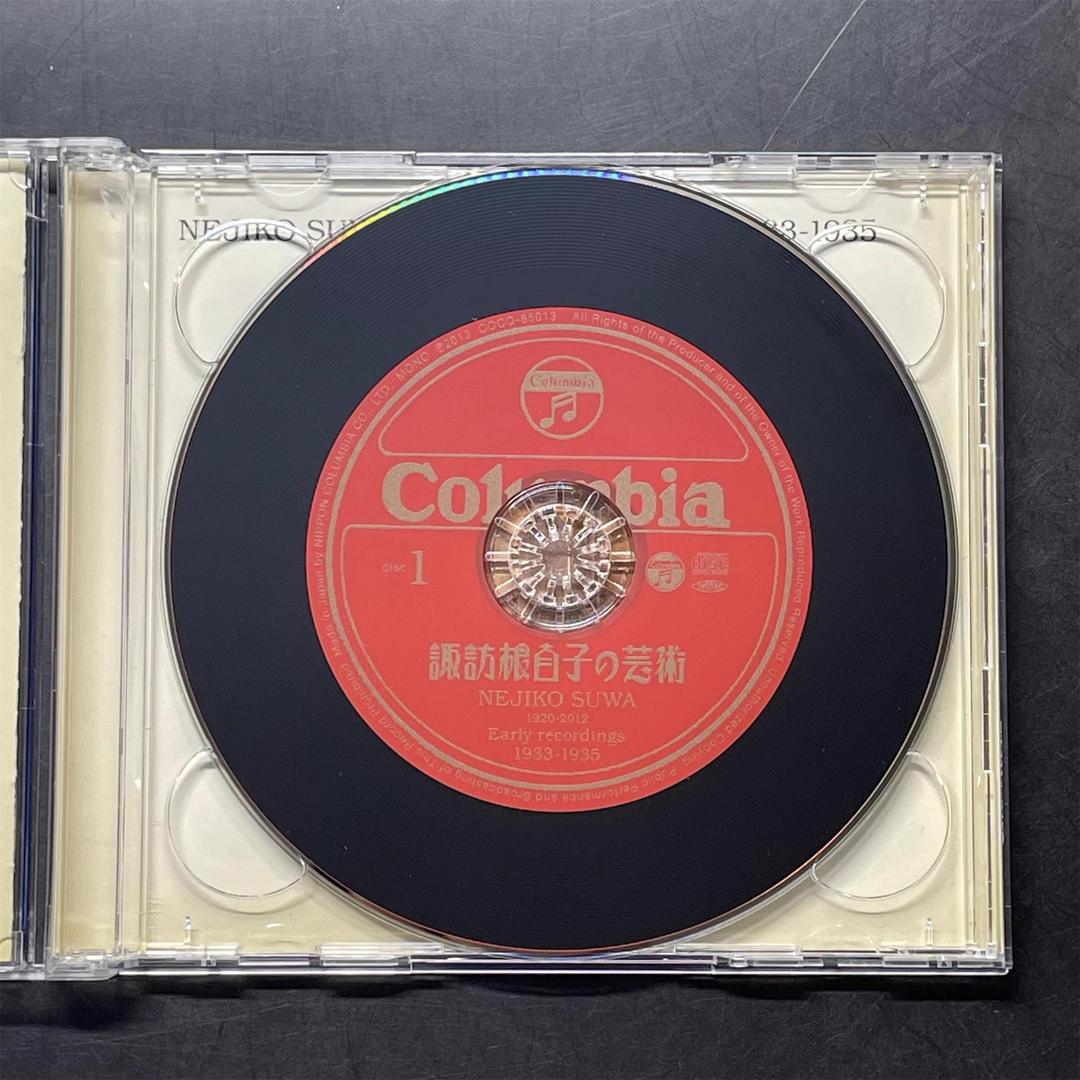 NEJIKO SU
33-1935
Made in Japan by NIPPON COLUMBIA CO., LTD. MONO ℗2013 COCQ-85013 All Rights of the Producer and of the Owner of the Work Reproduced Reserved. Unauthorized Copying, Public Performance and Broadcasting of This Record Prohibited.
Columbia
Columbia
disc 1
諏訪根自子の芸術
NEJIKO SUWA
1920-2012
Early recordings
1933-1935